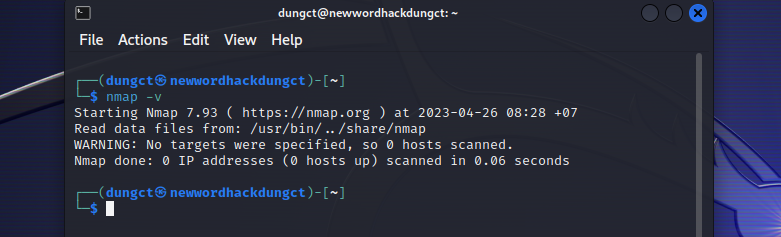 dungct@newwordhackdungct: ~
File Actions Edit View Help
┌──(dungct㉿newwordhackdungct)-[~]
└─$ nmap -v
Starting Nmap 7.93 ( https://nmap.org ) at 2023-04-26 08:28 +07
Read data files from: /usr/bin/../share/nmap
WARNING: No targets were specified, so 0 hosts scanned.
Nmap done: 0 IP addresses (0 hosts up) scanned in 0.06 seconds
┌──(dungct㉿newwordhackdungct)-[~]
└─$